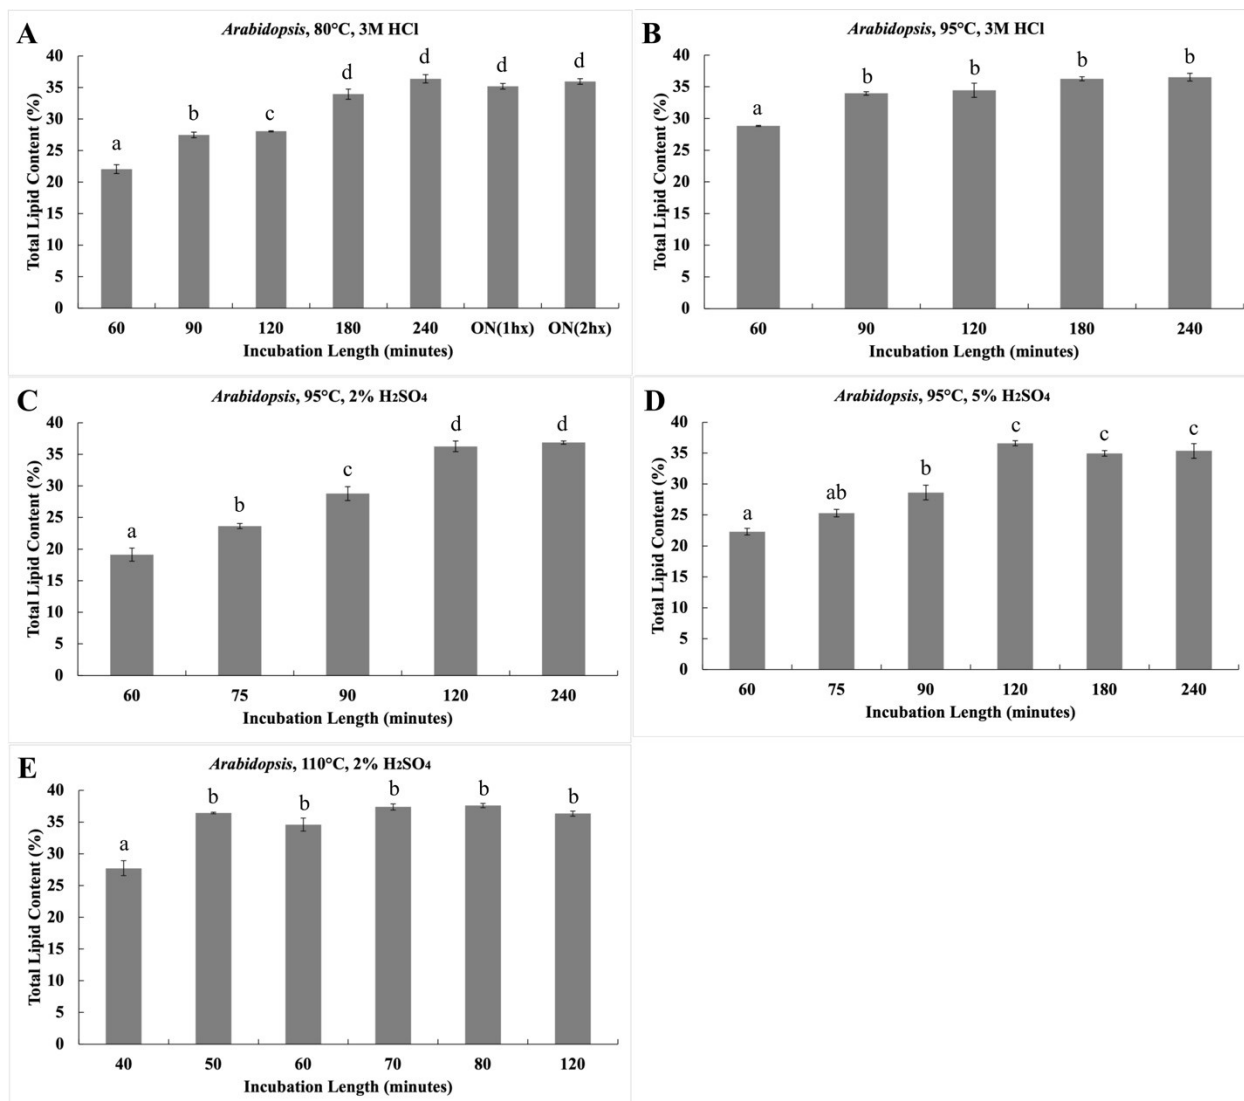 A
Arabidopsis, 80°C, 3M HCl
Total Lipid Content (%)
40
35
30
25
20
15
10
5
0
a
b
c
d
d
d
d
60 90 120 180 240 ON(1hx) ON(2hx)
Incubation Length (minutes)
B
Arabidopsis, 95°C, 3M HCl
Total Lipid Content (%)
40
35
30
25
20
15
10
5
0
a
b
b
b
b
60 90 120 180 240
Incubation Length (minutes)
C
Arabidopsis, 95°C, 2% H₂SO₄
Total Lipid Content (%)
40
35
30
25
20
15
10
5
0
a
b
c
d
d
60 75 90 120 240
Incubation Length (minutes)
D
Arabidopsis, 95°C, 5% H₂SO₄
Total Lipid Content (%)
40
35
30
25
20
15
10
5
0
a
ab
b
c
c
c
60 75 90 120 180 240
Incubation Length (minutes)
E
Arabidopsis, 110°C, 2% H₂SO₄
Total Lipid Content (%)
40
35
30
25
20
15
10
5
0
a
b
b
b
b
b
40 50 60 70 80 120
Incubation Length (minutes)